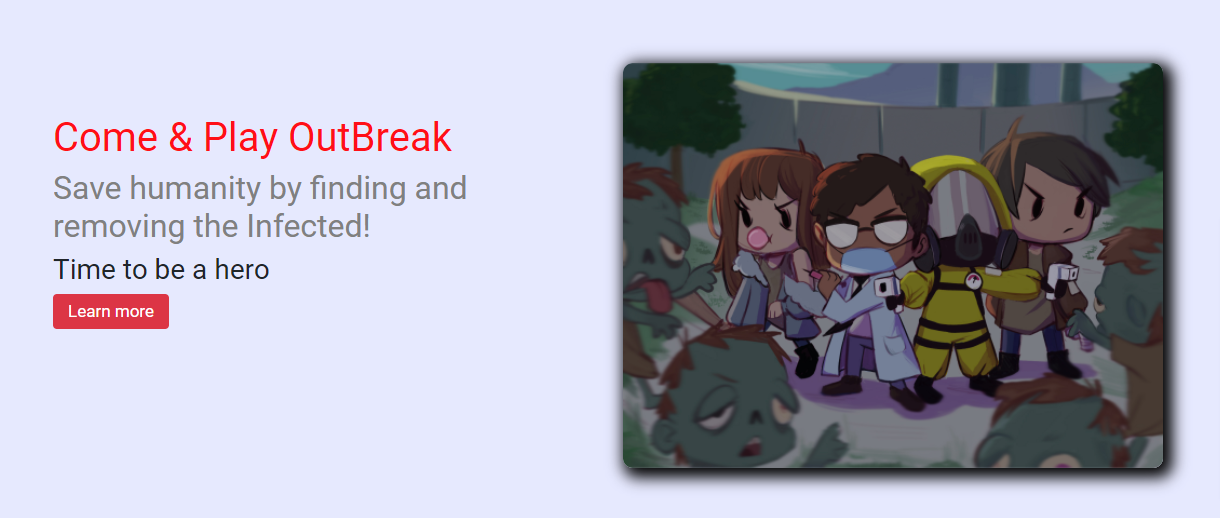 Come & Play OutBreak
Save humanity by finding and
removing the Infected!
Time to be a hero
Learn more